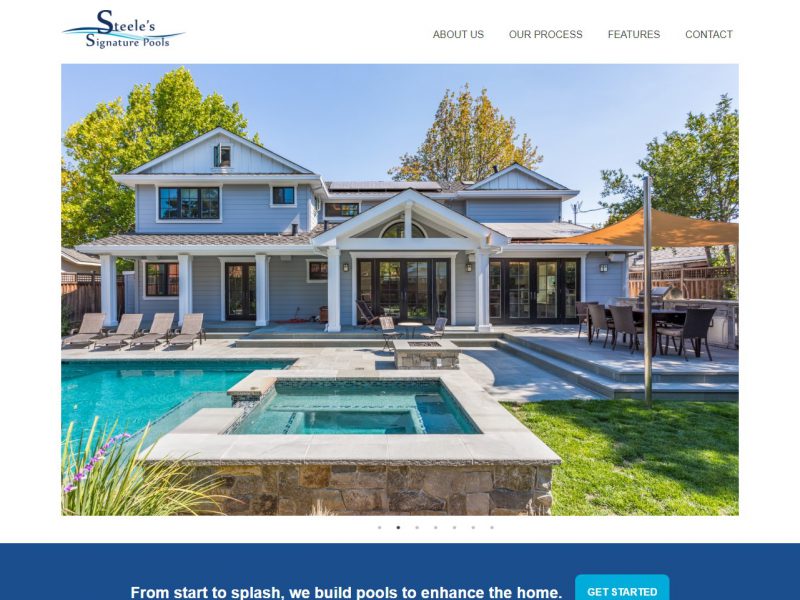 Steele's
Signature Pools
ABOUT US
OUR PROCESS
FEATURES
CONTACT
From start to splash, we build pools to enhance the home.
GET STARTED